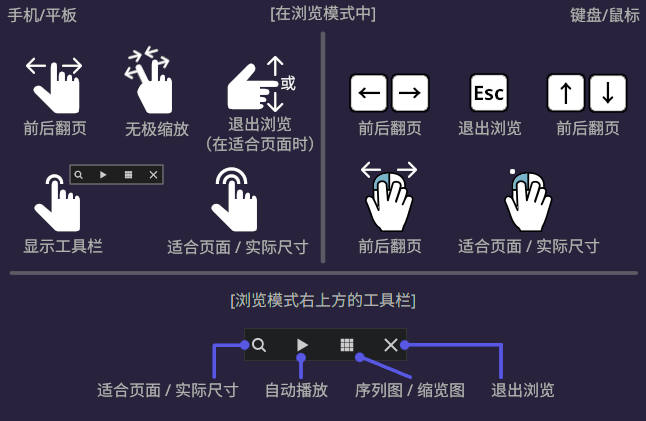 手机/平板
[在浏览模式中]
键盘/鼠标
前后翻页
无极缩放
或
退出浏览
(在适合页面时)
显示工具栏
适合页面 / 实际尺寸
Esc
前后翻页
退出浏览
前后翻页
前后翻页
适合页面 / 实际尺寸
[浏览模式右上方的工具栏]
适合页面 / 实际尺寸
自动播放
序列图 / 缩览图
退出浏览